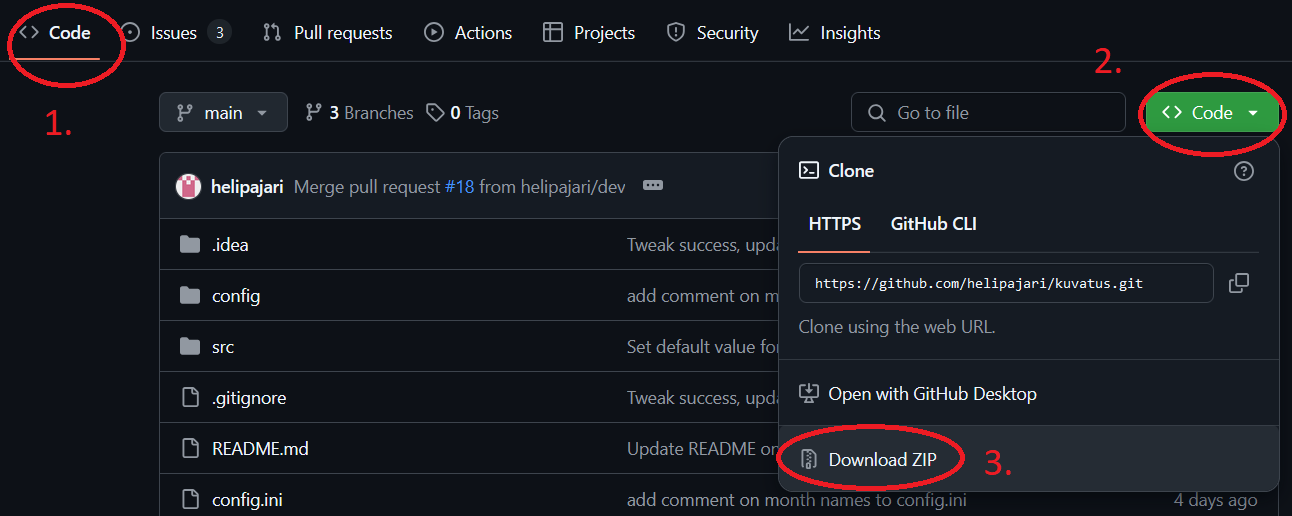 Code Issues 3 Pull requests Actions Projects Security Insights
1.
2.
main 3 Branches 0 Tags Go to file Code
helipajari Merge pull request #18 from helipajari/dev
Clone
HTTPS GitHub CLI
https://github.com/helipajari/kuvatus.git
Clone using the web URL.
Open with GitHub Desktop
Download ZIP 3.
.idea Tweak success, upda
config add comment on m
src Set default value for
.gitignore Tweak success, upda
README.md Update README on
config.ini add comment on month names to config.ini 4 days ago